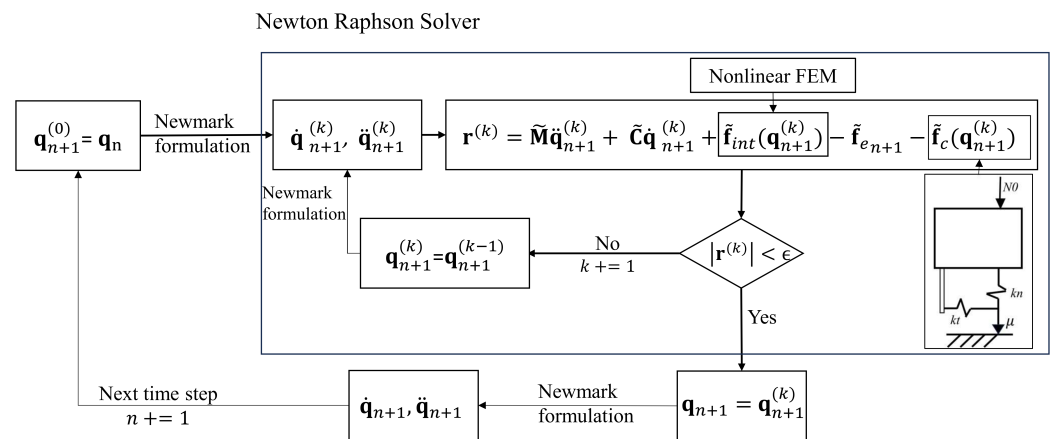 Newton Raphson Solver
Nonlinear FEM
𝐪_{n+1}^{(0)}= 𝐪_n
Newmark
formulation
𝐪̇_{n+1}^{(k)}, 𝐪̈_{n+1}^{(k)}
𝐫^{(k)} = 𝐌̃𝐪̈_{n+1}^{(k)} + 𝐂̃𝐪̇_{n+1}^{(k)} + 𝐟̃_{int}(𝐪_{n+1}^{(k)}) − 𝐟̃_{e_{n+1}} − 𝐟̃_c(𝐪_{n+1}^{(k)})
Newmark
formulation
N0
𝐪_{n+1}^{(k)}=𝐪_{n+1}^{(k-1)}
No
k += 1
|𝐫^{(k)}| < ϵ
kn
kt
μ
Yes
Next time step
n += 1
𝐪̇_{n+1}, 𝐪̈_{n+1}
Newmark
formulation
𝐪_{n+1} = 𝐪_{n+1}^{(k)}